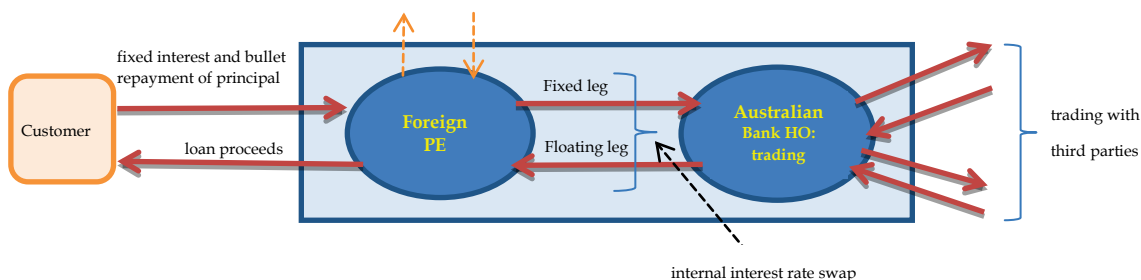 fixed interest and bullet
repayment of principal
Customer
loan proceeds
Foreign
PE
Fixed leg
Floating leg
Australian
Bank HO:
trading
trading with
third parties
internal interest rate swap